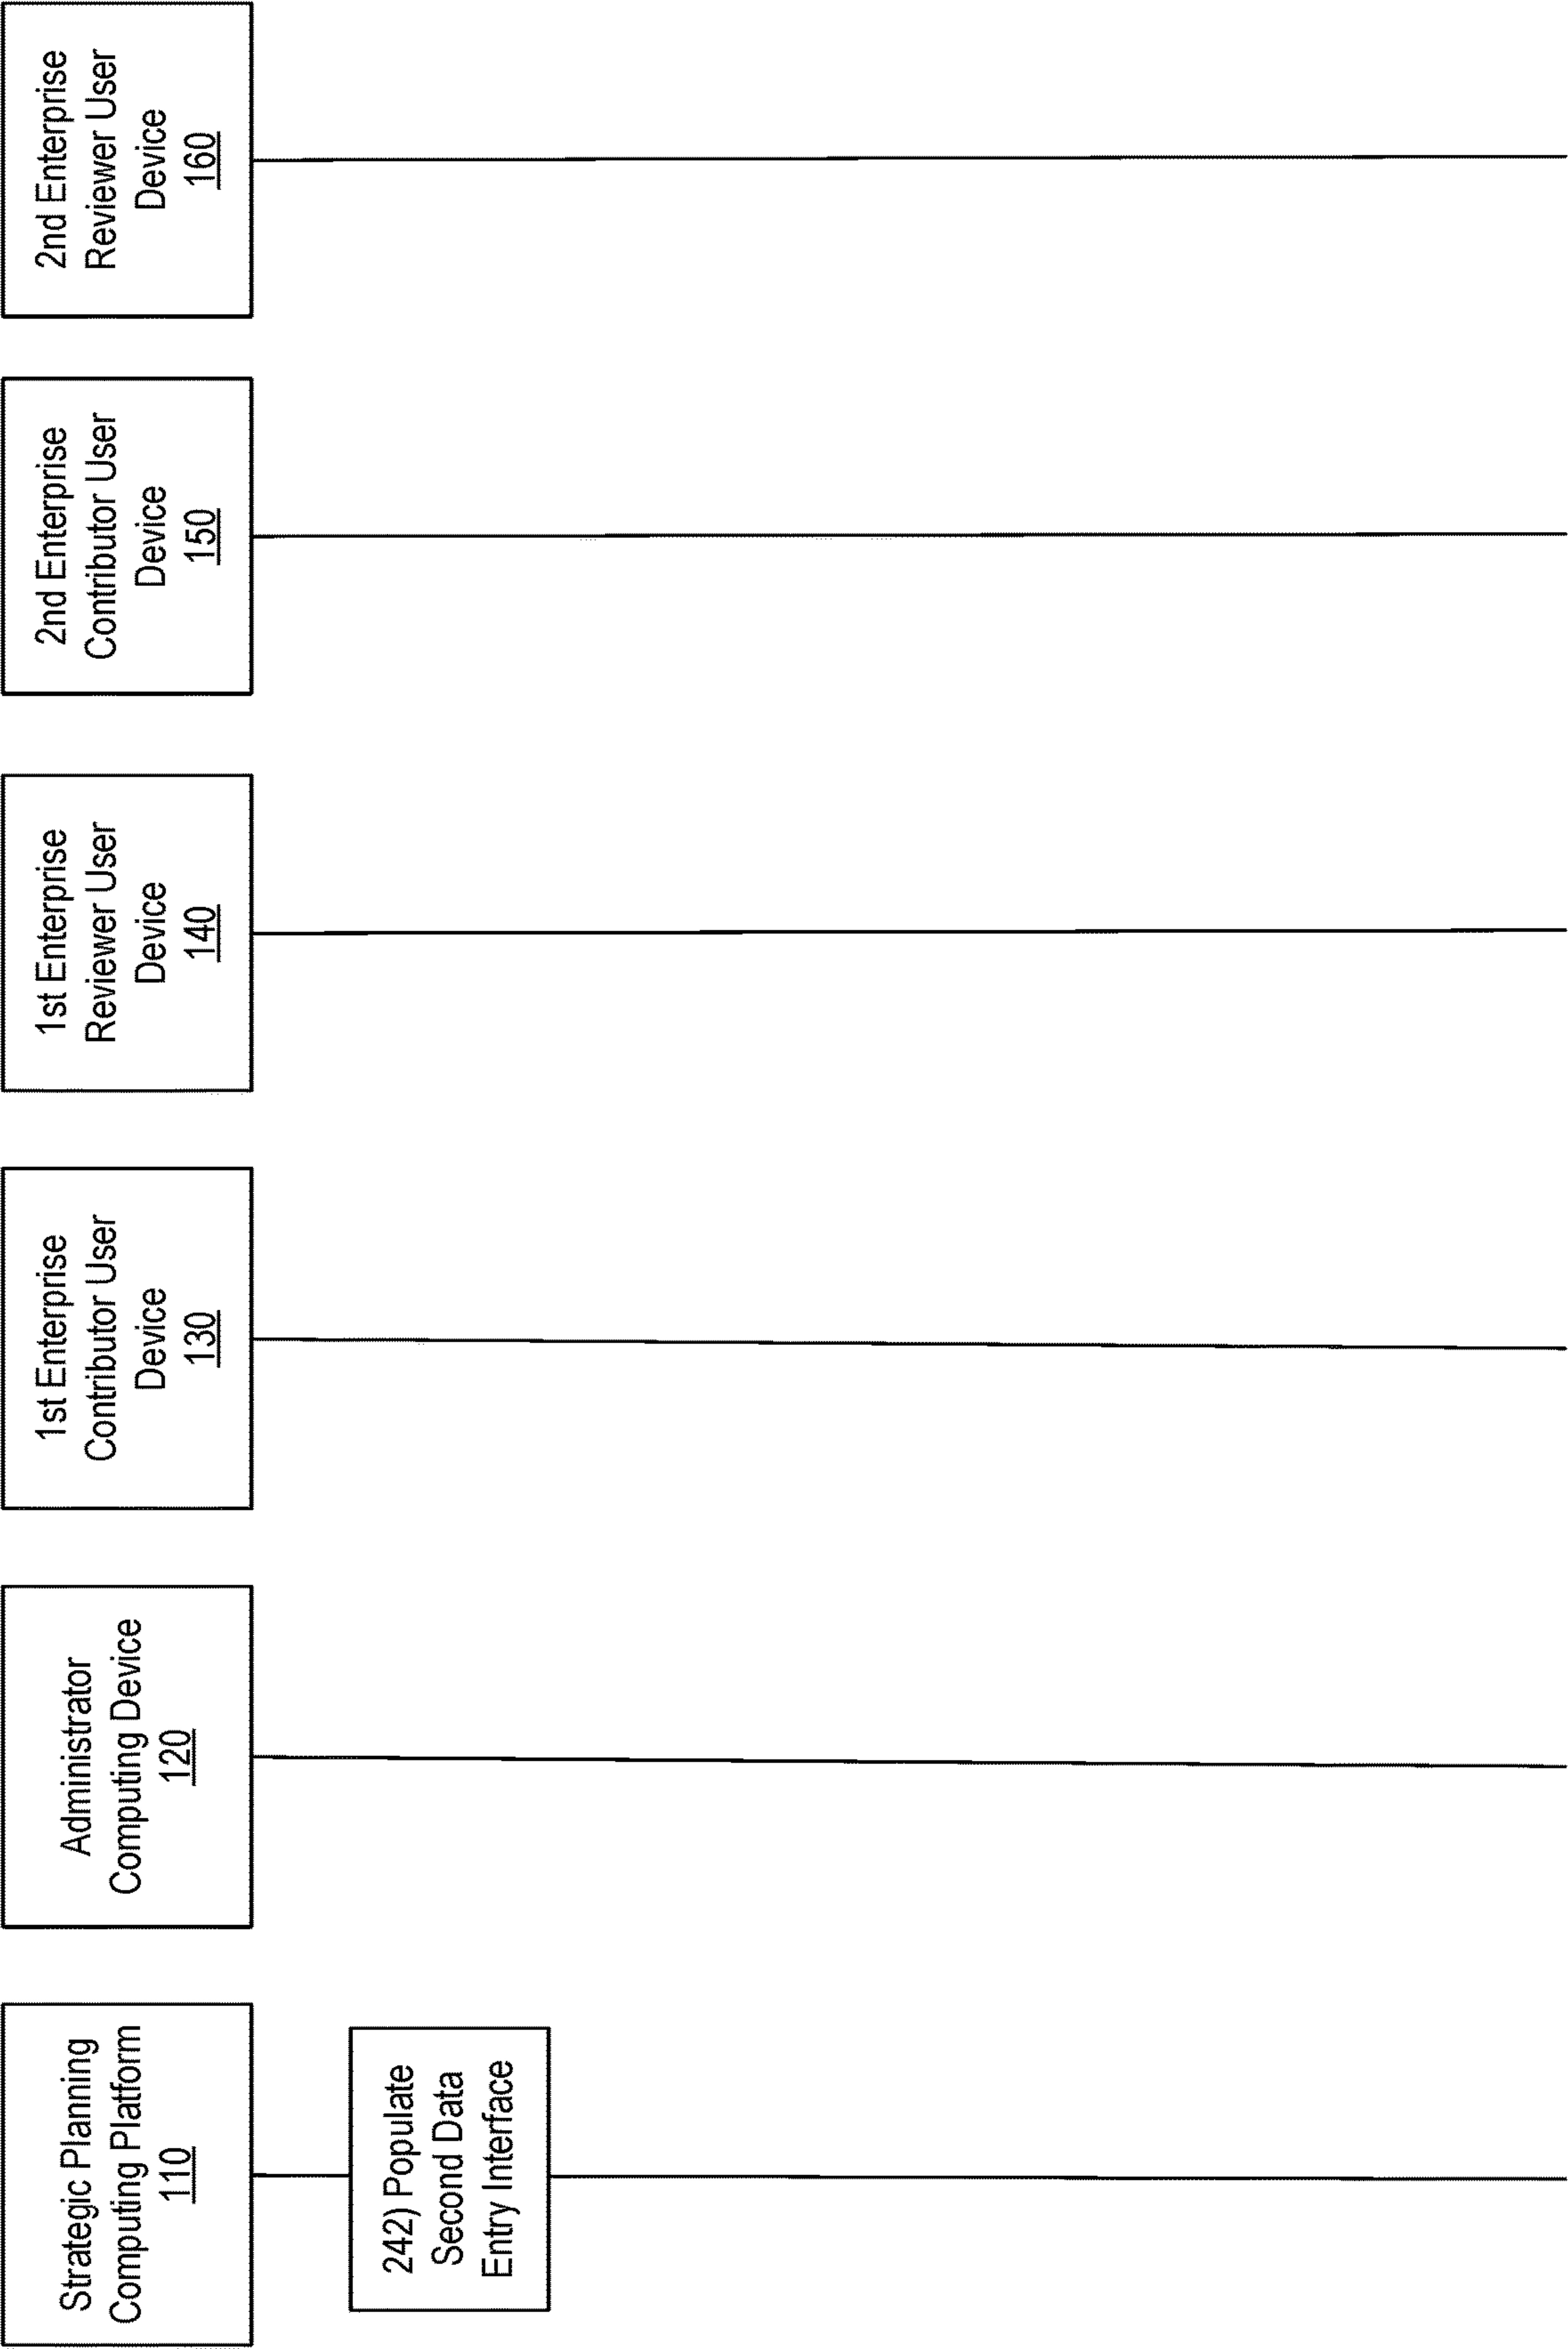 Strategic Planning
Computing Platform
110
Administrator
Computing Device
120
1st Enterprise
Contributor User
Device
130
1st Enterprise
Reviewer User
Device
140
2nd Enterprise
Contributor User
Device
150
2nd Enterprise
Reviewer User
Device
160
242) Populate
Second Data
Entry Interface